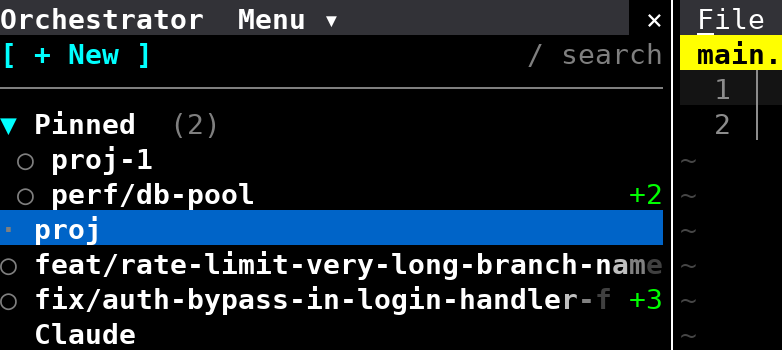 Orchestrator  Menu ▾ ×
[ + New ] / search
▼ Pinned  (2)
○ proj-1
○ perf/db-pool +2
· proj
○ feat/rate-limit-very-long-branch-name
○ fix/auth-bypass-in-login-handler-f +3
Claude
File
main.
1
2
~
~
~
~
~
~